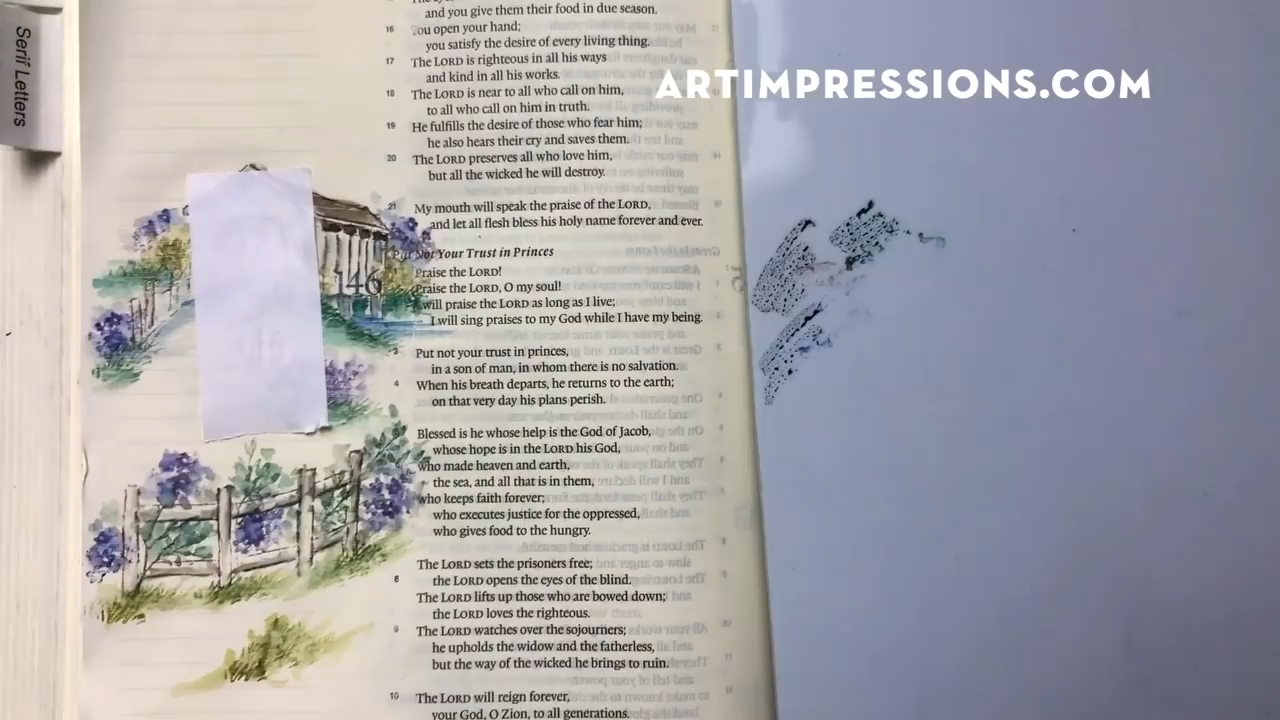 Serif Letters
ARTIMPRESSIONS.COM
and you give them their food in due season.
16 You open your hand;
you satisfy the desire of every living thing.
17 The LORD is righteous in all his ways
and kind in all his works.
18 The LORD is near to all who call on him,
to all who call on him in truth.
19 He fulfills the desire of those who fear him;
he also hears their cry and saves them.
20 The LORD preserves all who love him,
but all the wicked he will destroy.
21 My mouth will speak the praise of the LORD,
and let all flesh bless his holy name forever and ever.
Put Not Your Trust in Princes
146 Praise the LORD!
Praise the LORD, O my soul!
will praise the LORD as long as I live;
I will sing praises to my God while I have my being.
3 Put not your trust in princes,
in a son of man, in whom there is no salvation.
4 When his breath departs, he returns to the earth;
on that very day his plans perish.
Blessed is he whose help is the God of Jacob,
whose hope is in the LORD his God,
who made heaven and earth,
the sea, and all that is in them,
who keeps faith forever;
who executes justice for the oppressed,
who gives food to the hungry.
The LORD sets the prisoners free;
8 the LORD opens the eyes of the blind.
The LORD lifts up those who are bowed down;
the LORD loves the righteous.
9 The LORD watches over the sojourners;
he upholds the widow and the fatherless,
but the way of the wicked he brings to ruin.
10 The LORD will reign forever,
your God, O Zion, to all generations.